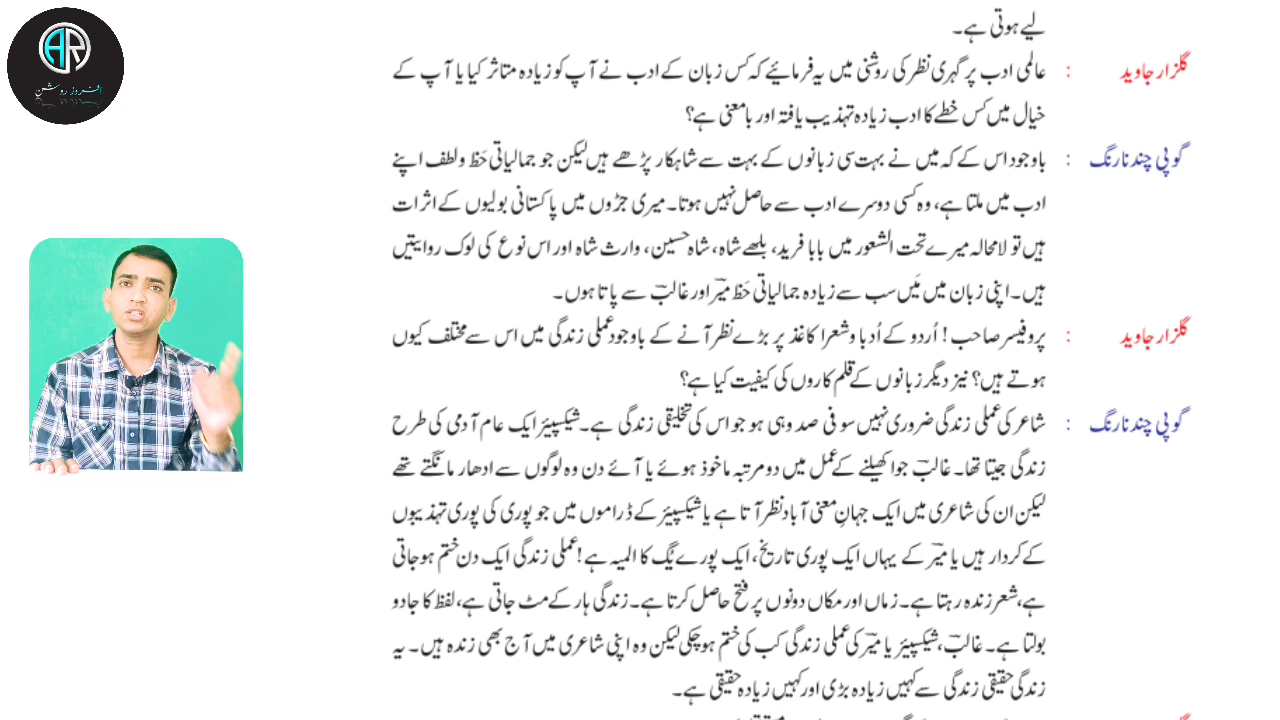 AR
افروز روشن
لیے ہوتی ہے۔
گلزار جاوید : عالمی ادب پر گہری نظر کی روشنی میں یہ فرمائیے کہ کس زبان کے ادب نے آپ کو زیادہ متاثر کیا یا آپ کے
خیال میں کس خطے کا ادب زیادہ تہذیب یافتہ اور بامعنی ہے؟
گوپی چند نارنگ : باوجود اس کے کہ میں نے بہت سی زبانوں کے بہت سے شاہکار پڑھے ہیں لیکن جو جمالیاتی حَظ و لطف اپنے
ادب میں ملتا ہے، وہ کسی دوسرے ادب سے حاصل نہیں ہوتا۔ میری جڑوں میں پاکستانی بولیوں کے اثرات
ہیں تو لامحالہ میرے تحت الشعور میں بابا فرید، بلھے شاہ، شاہ حسین، وارث شاہ اور اس نوع کی لوک روایتیں
ہیں۔ اپنی زبان میں مَیں سب سے زیادہ جمالیاتی حَظ میرؔ اور غالبؔ سے پاتا ہوں۔
گلزار جاوید : پروفیسر صاحب! اُردو کے اُدبا و شعرا کاغذ پر بڑے نظر آنے کے باوجود عملی زندگی میں اس سے مختلف کیوں
ہوتے ہیں؟ نیز دیگر زبانوں کے قلم کاروں کی کیفیت کیا ہے؟
گوپی چند نارنگ : شاعر کی عملی زندگی ضروری نہیں سو فی صد وہی ہو جو اس کی تخلیقی زندگی ہے۔ شیکسپیئر ایک عام آدمی کی طرح
زندگی جیتا تھا۔ غالبؔ جوا کھیلنے کے عمل میں دو مرتبہ ماخوذ ہوئے یا آئے دن وہ لوگوں سے ادھار مانگتے تھے
لیکن ان کی شاعری میں ایک جہانِ معنی آباد نظر آتا ہے یا شیکسپیئر کے ڈراموں میں جو پوری کی پوری تہذیبوں
کے کردار ہیں یا میرؔ کے یہاں ایک پوری تاریخ، ایک پورے یُگ کا المیہ ہے! عملی زندگی ایک دن ختم ہو جاتی
ہے، شعر زندہ رہتا ہے۔ زماں اور مکاں دونوں پر فتح حاصل کرتا ہے۔ زندگی ہار کے مٹ جاتی ہے، لفظ کا جادو
بولتا ہے۔ غالبؔ، شیکسپیئر یا میرؔ کی عملی زندگی کب کی ختم ہو چکی لیکن وہ اپنی شاعری میں آج بھی زندہ ہیں۔ یہ
زندگی حقیقی زندگی سے کہیں زیادہ بڑی اور کہیں زیادہ حقیقی ہے۔